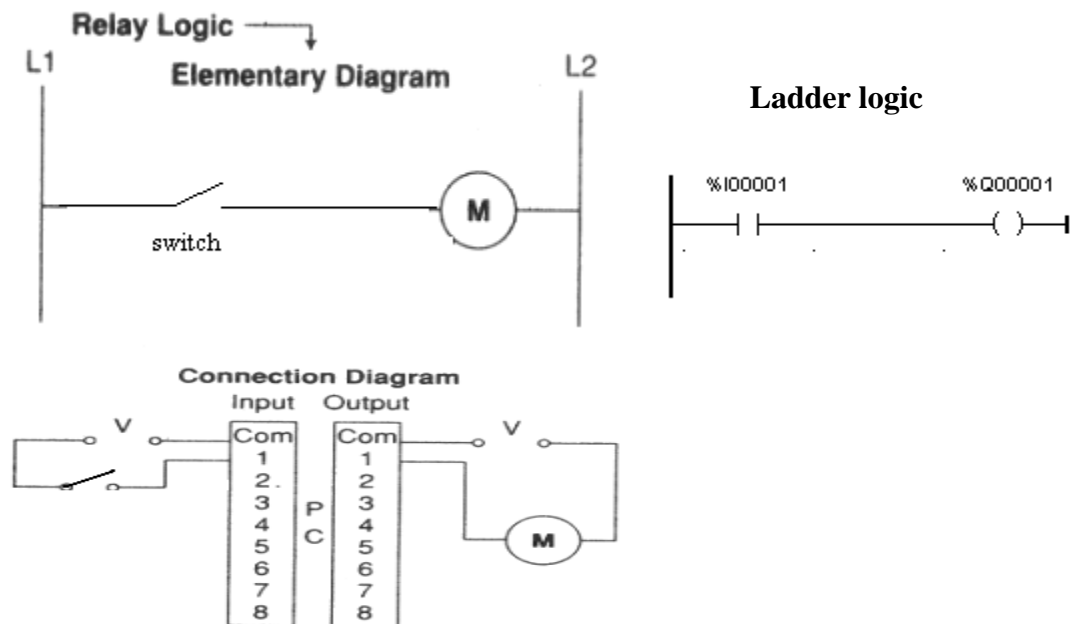 Relay Logic
L1
Elementary Diagram
L2
M
switch
Ladder logic
%I00001
%Q00001
Connection Diagram
Input Output
V
Com
1
2
3
4
5
6
7
8
P
C
Com
1
2
3
4
5
6
7
8
V
M